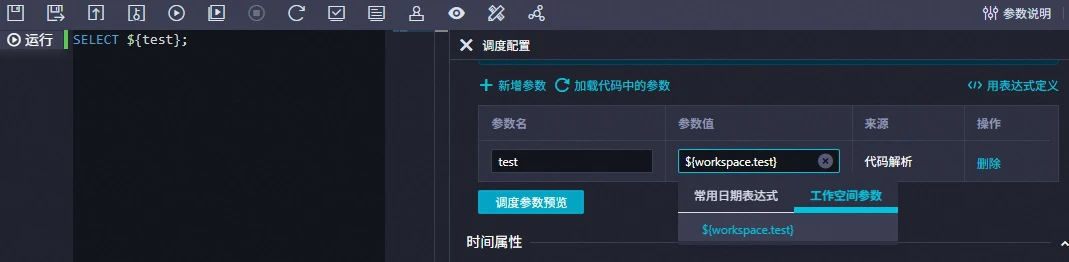 参数说明
运行
SELECT ${test};
调度配置
新增参数 加载代码中的参数 用表达式定义
参数名 参数值 来源 操作
test ${workspace.test} 代码解析 删除
调度参数预览
常用日期表达式 工作空间参数
${workspace.test}
时间属性